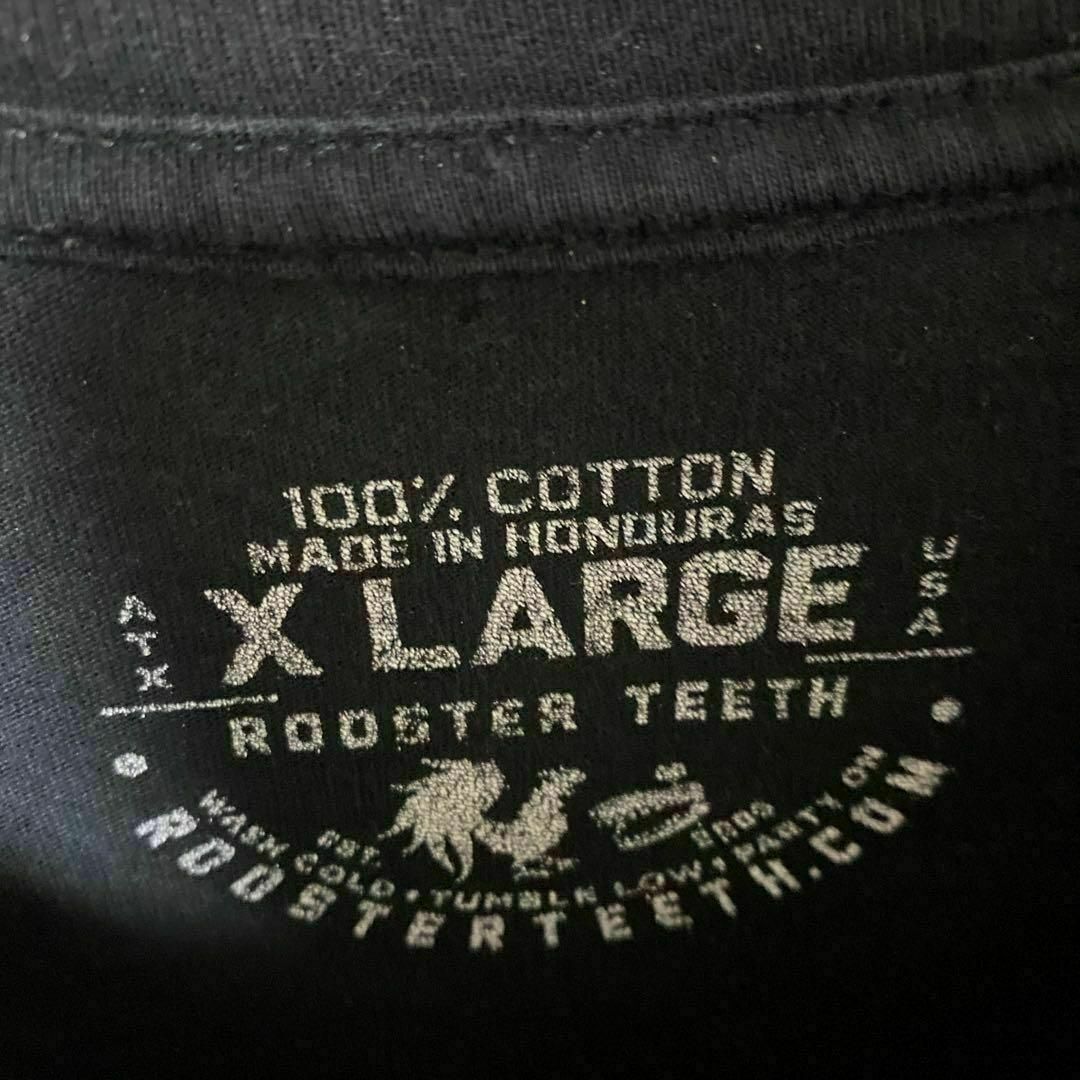 100% COTTON
MADE IN HONDURAS
X LARGE
ATX
USA
ROOSTER TEETH
EST.
2003
WASH COLD • TUMBLE LOW • PARTY ON
• ROOSTERTEETH.COM •